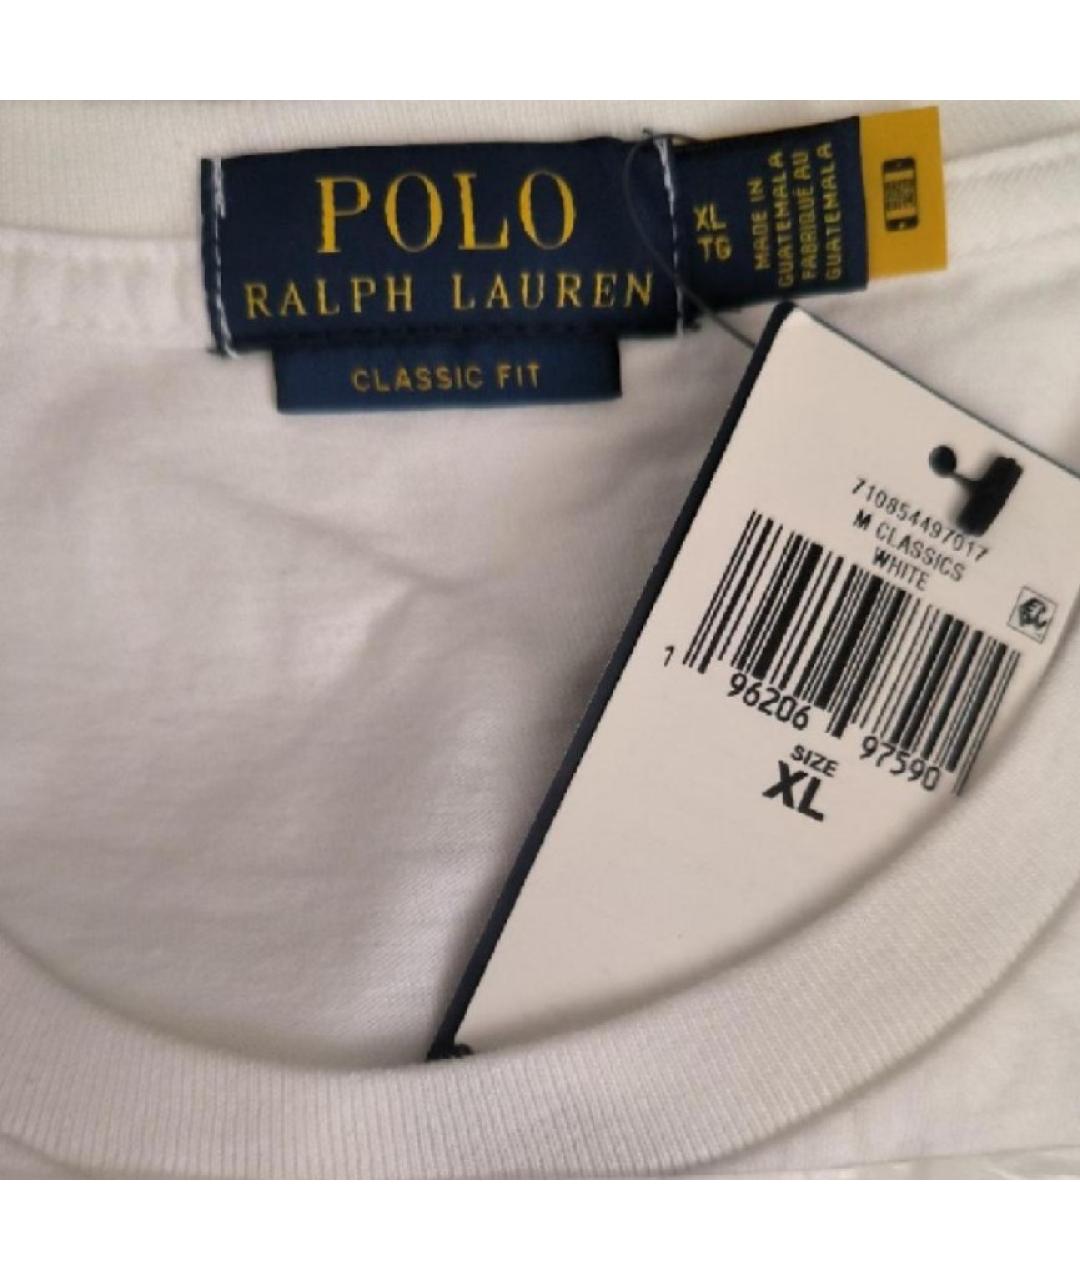 POLO
RALPH LAUREN
CLASSIC FIT
XL
TG
MADE IN
GUATEMALA
FABRIQUÉ AU
GUATEMALA
710854497017
M CLASSICS
WHITE
1 96206 97590
SIZE
XL